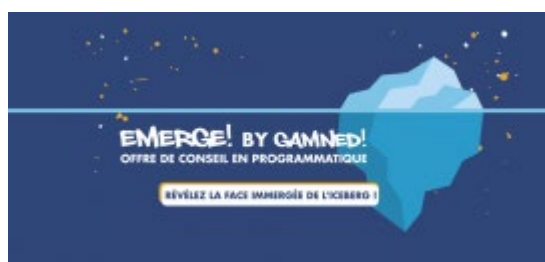 EMERGE! BY GAMNED!
OFFRE DE CONSEIL EN PROGRAMMATIQUE
RÉVÉLEZ LA FACE IMMERGÉE DE L'ICEBERG !